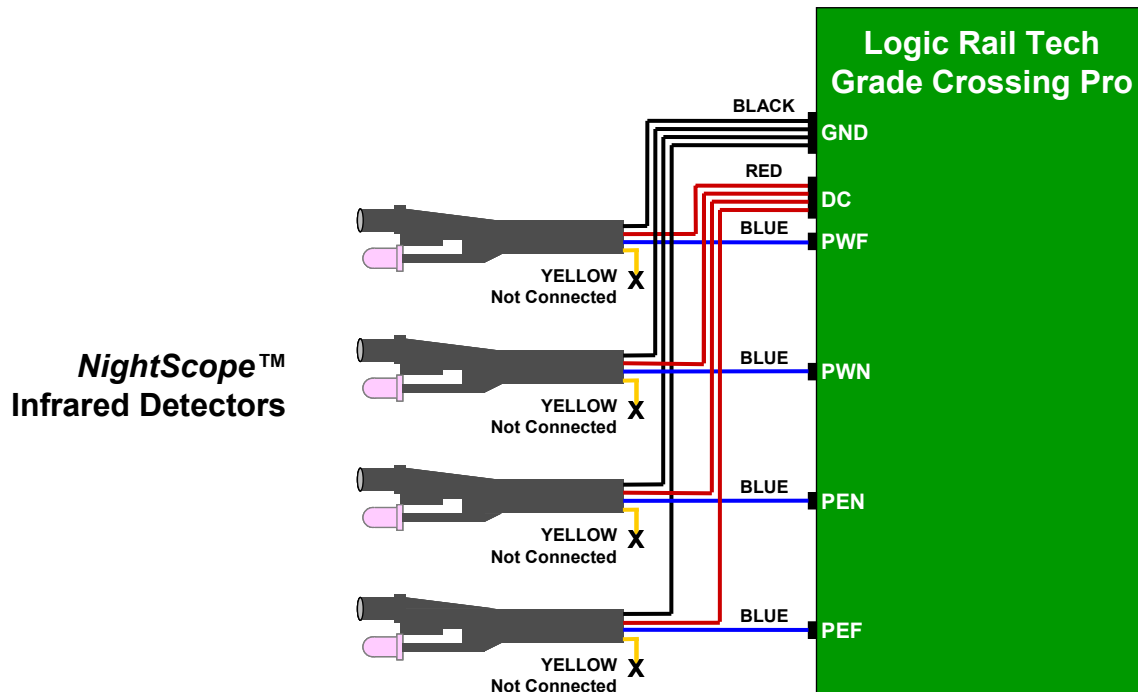 Logic Rail Tech
Grade Crossing Pro
BLACK
GND
RED
DC
BLUE
PWF
YELLOW
X
Not Connected
NightScope™
Infrared Detectors
BLUE
PWN
YELLOW
X
Not Connected
BLUE
PEN
YELLOW
X
Not Connected
BLUE
PEF
YELLOW
X
Not Connected